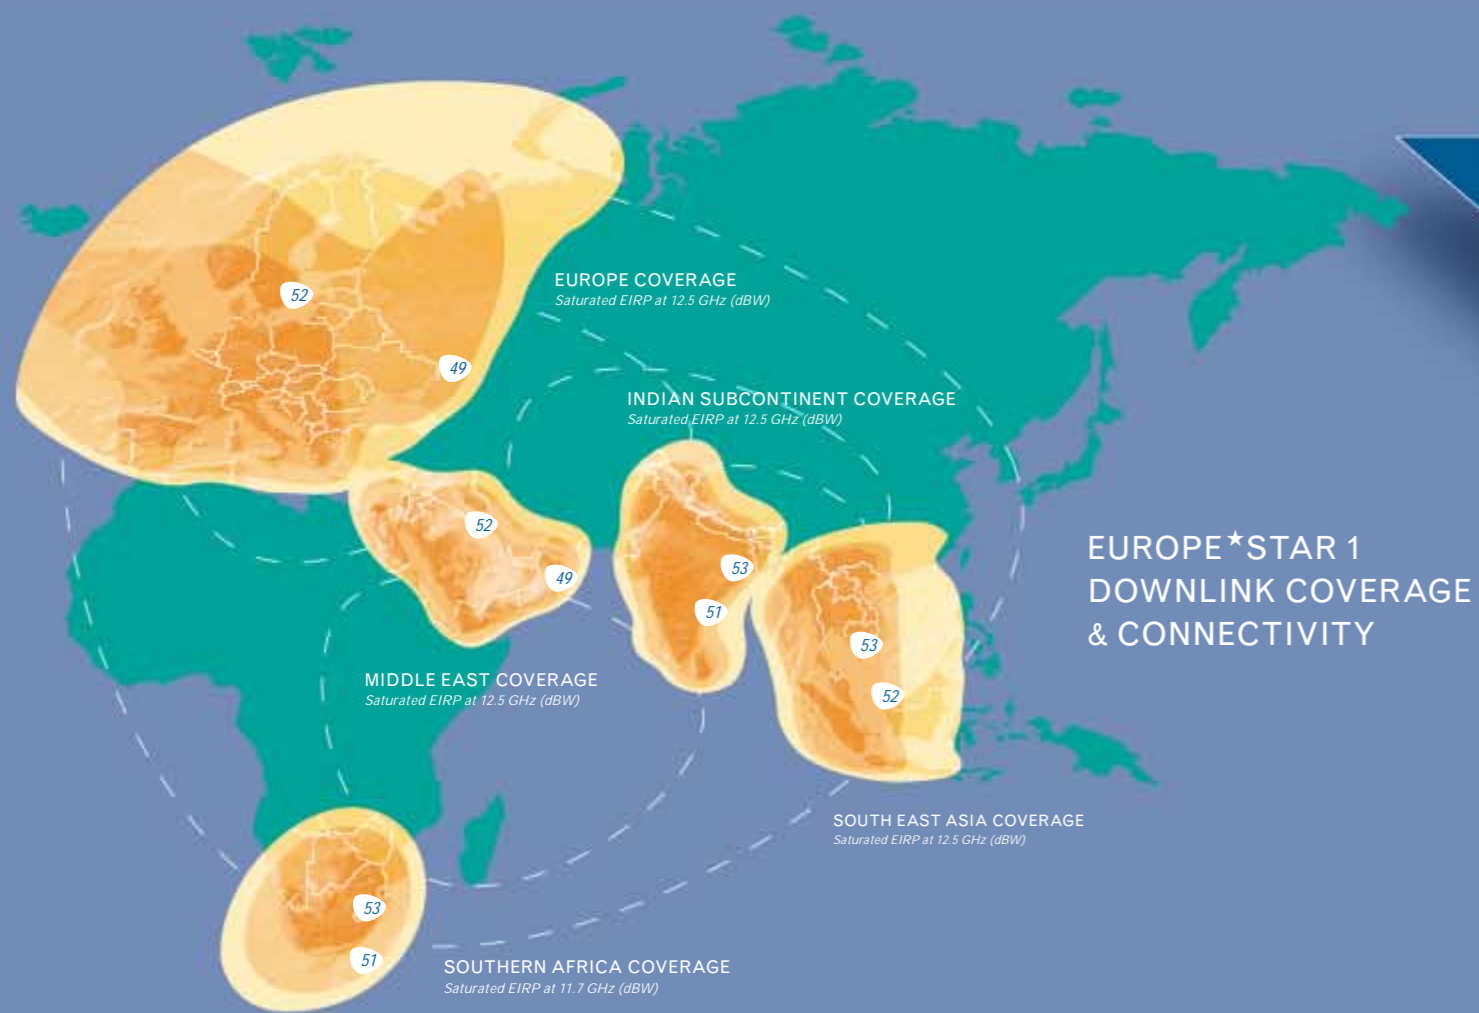 EUROPE COVERAGE
Saturated EIRP at 12.5 GHz (dBW)
52
49
INDIAN SUBCONTINENT COVERAGE
Saturated EIRP at 12.5 GHz (dBW)
52
49
53
51
53
52
EUROPE★STAR 1
DOWNLINK COVERAGE
& CONNECTIVITY
MIDDLE EAST COVERAGE
Saturated EIRP at 12.5 GHz (dBW)
SOUTH EAST ASIA COVERAGE
Saturated EIRP at 12.5 GHz (dBW)
53
51
SOUTHERN AFRICA COVERAGE
Saturated EIRP at 11.7 GHz (dBW)